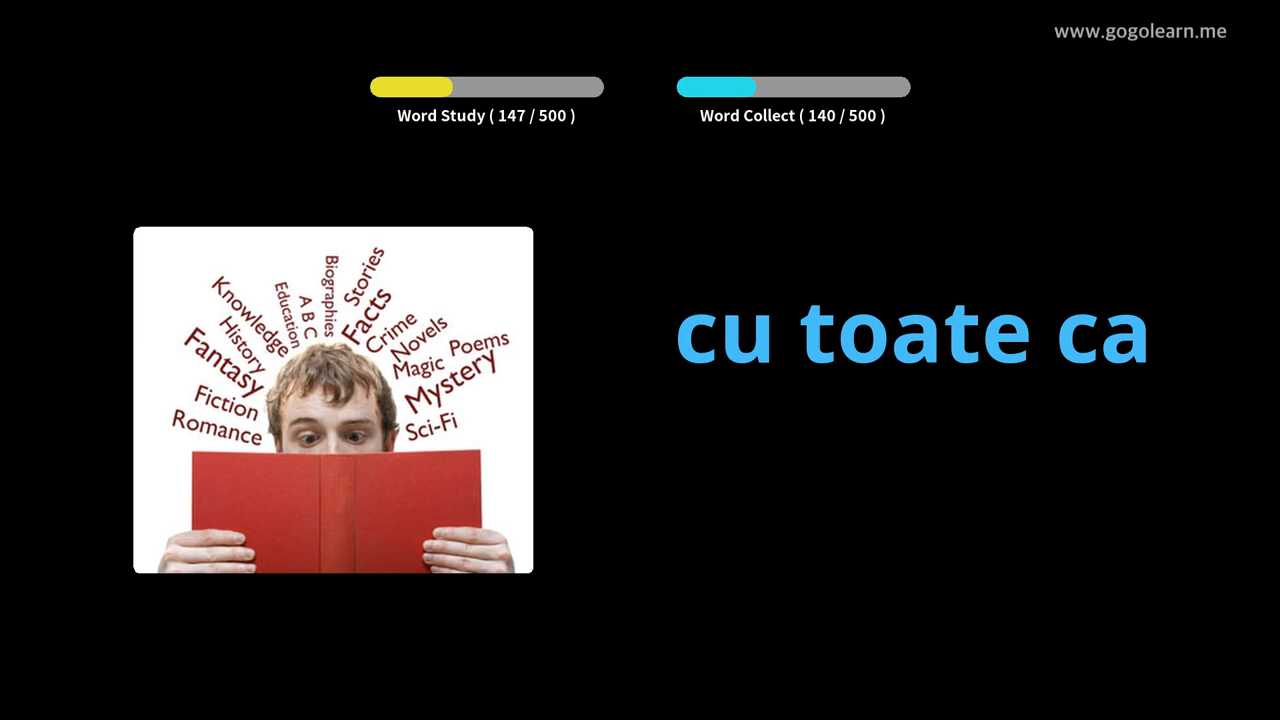 www.gogolearn.me
Word Study ( 147 / 500 )
Word Collect ( 140 / 500 )
Knowledge
History
Fantasy
Fiction
Romance
Education
A B C
Biographies
Stories
Facts
Crime
Novels
Magic
Poems
Mystery
Sci-Fi
cu toate ca